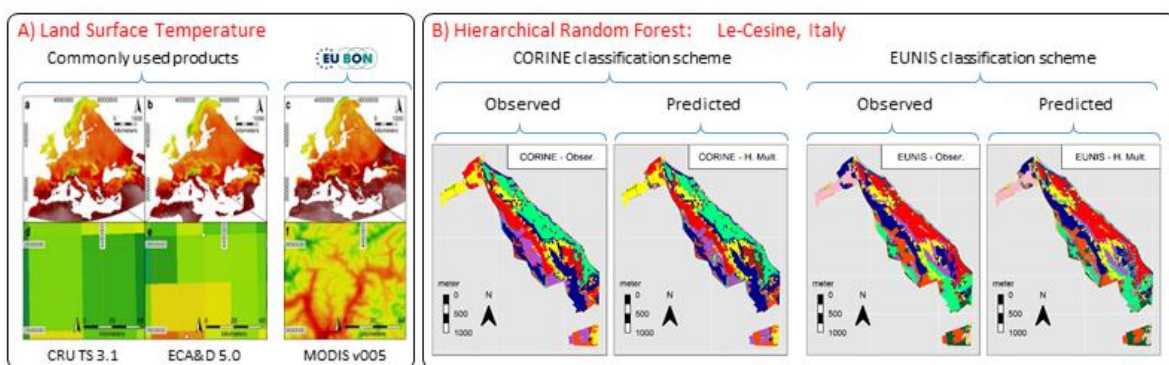 A) Land Surface Temperature
Commonly used products
EU BON
a
b
c
d
e
f
CRU TS 3.1
ECA&D 5.0
MODIS v005
B) Hierarchical Random Forest: Le-Cesine, Italy
CORINE classification scheme
Observed
Predicted
CORINE - Obser.
CORINE - H. Mult.
meter
0
500
1000
N
meter
0
500
1000
N
EUNIS classification scheme
Observed
Predicted
EUNIS - Obser.
EUNIS - H. Mult.
meter
0
500
1000
N
meter
0
500
1000
N